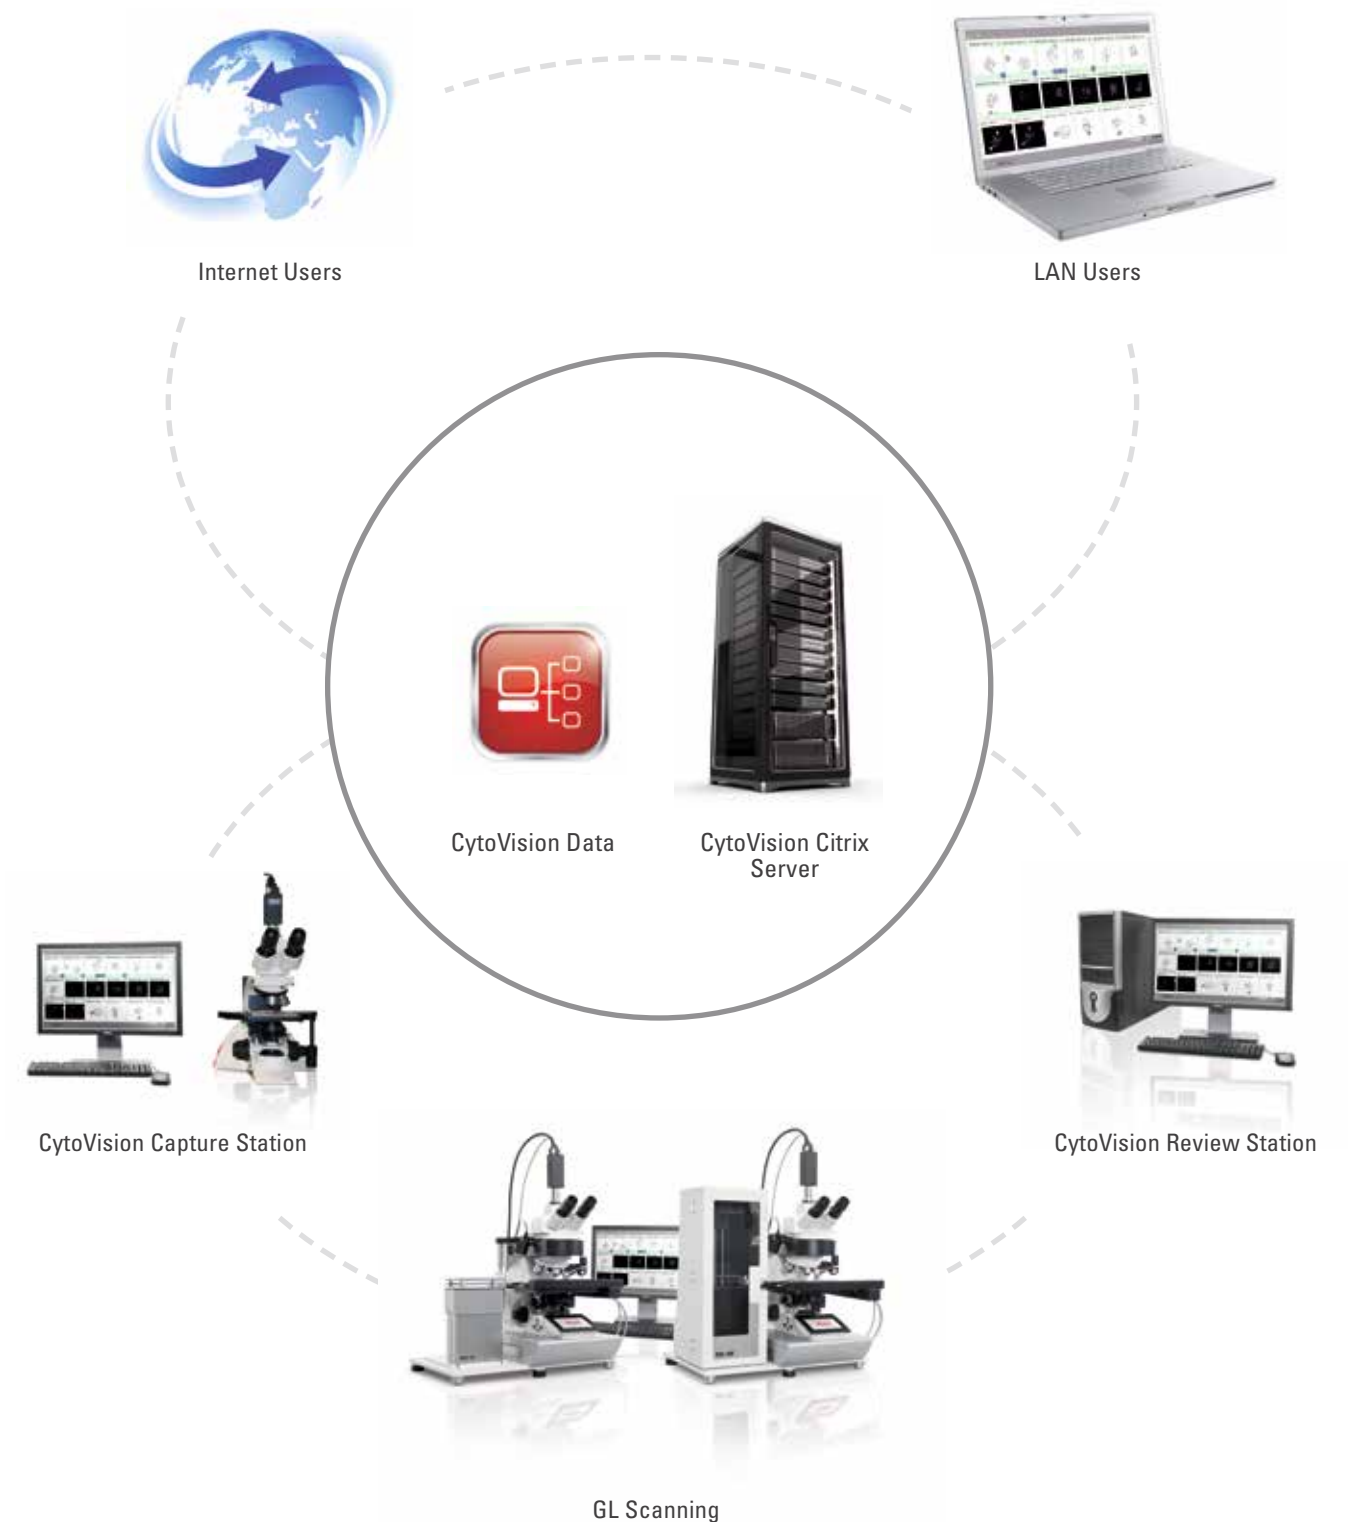 Internet Users
LAN Users
CytoVision Data
CytoVision Citrix
Server
CytoVision Capture Station
CytoVision Review Station
GL Scanning